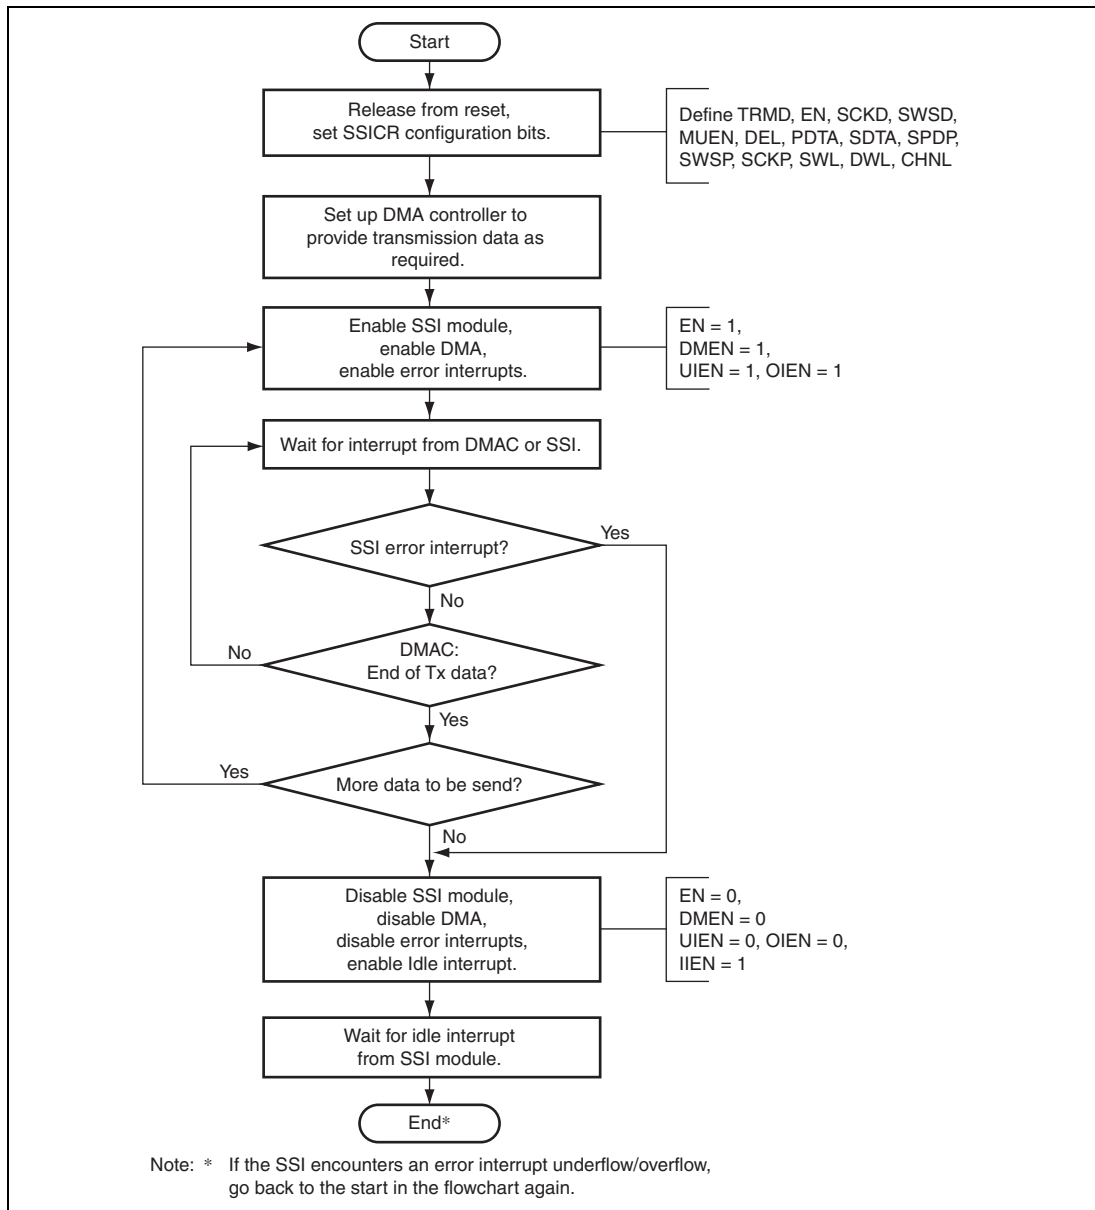 Start
Release from reset,
set SSICR configuration bits.
Define TRMD, EN, SCKD, SWSD,
MUEN, DEL, PDTA, SDTA, SPDP,
SWSP, SCKP, SWL, DWL, CHNL
Set up DMA controller to
provide transmission data as
required.
Enable SSI module,
enable DMA,
enable error interrupts.
EN = 1,
DMEN = 1,
UIEN = 1, OIEN = 1
Wait for interrupt from DMAC or SSI.
SSI error interrupt?
Yes
No
DMAC:
End of Tx data?
No
Yes
More data to be send?
Yes
No
Disable SSI module,
disable DMA,
disable error interrupts,
enable Idle interrupt.
EN = 0,
DMEN = 0
UIEN = 0, OIEN = 0,
IIEN = 1
Wait for idle interrupt
from SSI module.
End*
Note: * If the SSI encounters an error interrupt underflow/overflow,
go back to the start in the flowchart again.